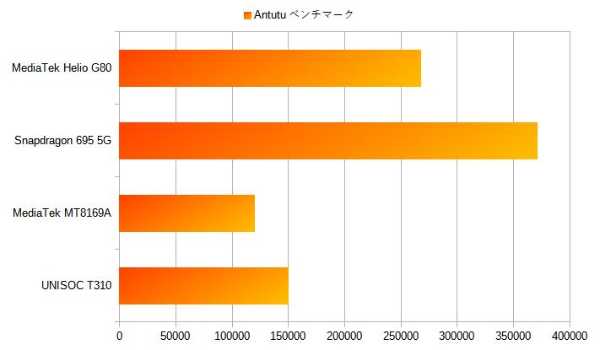 Antutu ベンチマーク
MediaTek Helio G80
Snapdragon 695 5G
MediaTek MT8169A
UNISOC T310
0 50000 100000 150000 200000 250000 300000 350000 400000